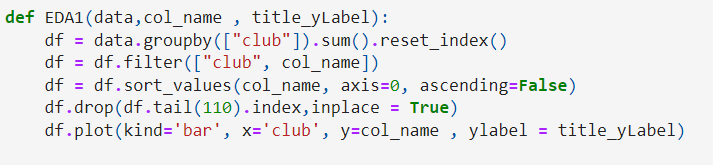 def EDA1(data,col_name , title_yLabel):
    df = data.groupby(["club"]).sum().reset_index()
    df = df.filter(["club", col_name])
    df = df.sort_values(col_name, axis=0, ascending=False)
    df.drop(df.tail(110).index,inplace = True)
    df.plot(kind='bar', x='club', y=col_name , ylabel = title_yLabel)